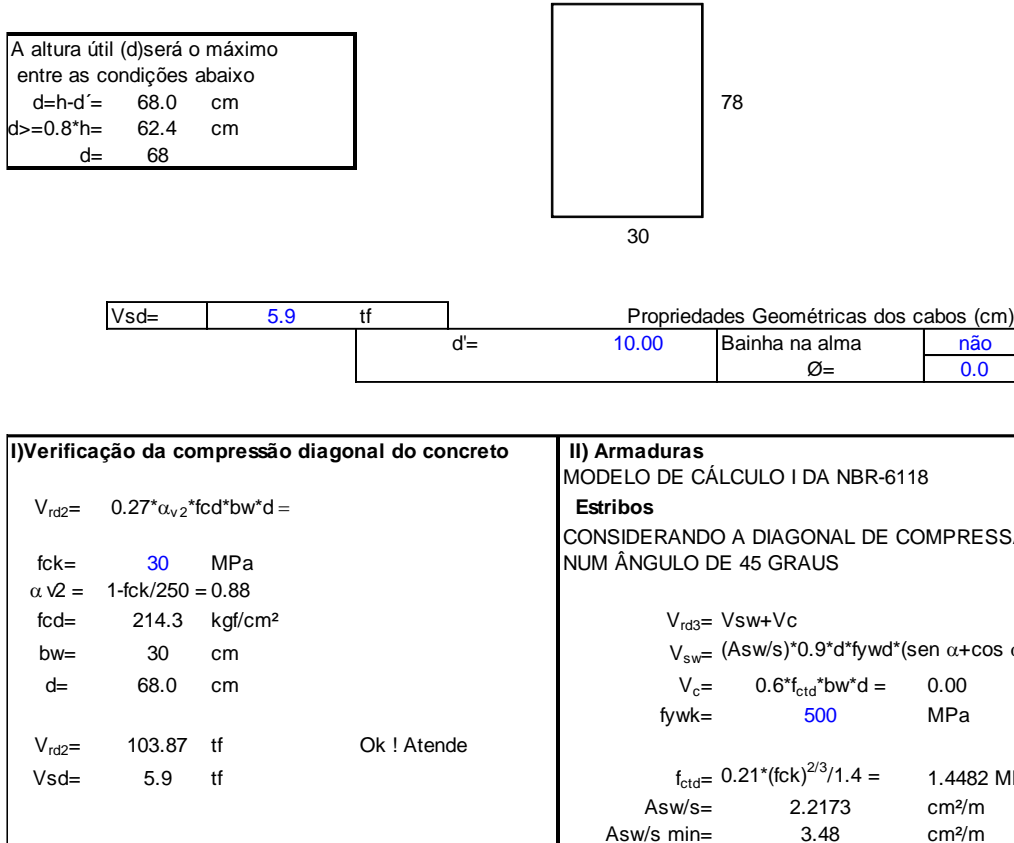 A altura útil (d)será o máximo
entre as condições abaixo
d=h-d´= 68.0 cm
d>=0.8*h= 62.4 cm
d= 68
78
30
Vsd= 5.9 tf
Propriedades Geométricas dos cabos (cm)
d'= 10.00 Bainha na alma não
Ø= 0.0
I)Verificação da compressão diagonal do concreto
Vrd2= 0.27*αv2*fcd*bw*d =
fck= 30 MPa
α v2 = 1-fck/250 = 0.88
fcd= 214.3 kgf/cm²
bw= 30 cm
d= 68.0 cm
Vrd2= 103.87 tf Ok ! Atende
Vsd= 5.9 tf
II) Armaduras
MODELO DE CÁLCULO I DA NBR-6118
Estribos
CONSIDERANDO A DIAGONAL DE
NUM ÂNGULO DE 45 GRAUS
Vrd3= Vsw+Vc
Vsw= (Asw/s)*0.9*d*fywd*(sen α+cos
Vc= 0.6*fctd*bw*d = 0.00
fywk= 500 MPa
fctd= 0.21*(fck)^2/3/1.4 = 1.4482
Asw/s= 2.2173 cm²/m
Asw/s min= 3.48 cm²/m